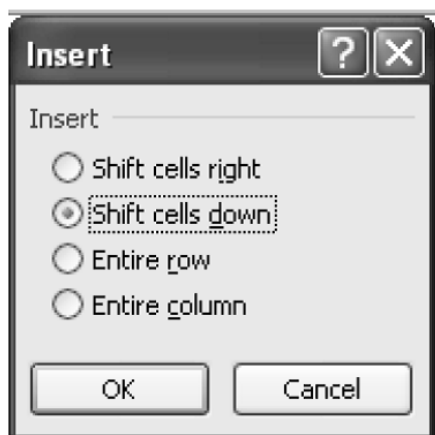 Insert
Insert
Shift cells right
Shift cells down
Entire row
Entire column
OK Cancel